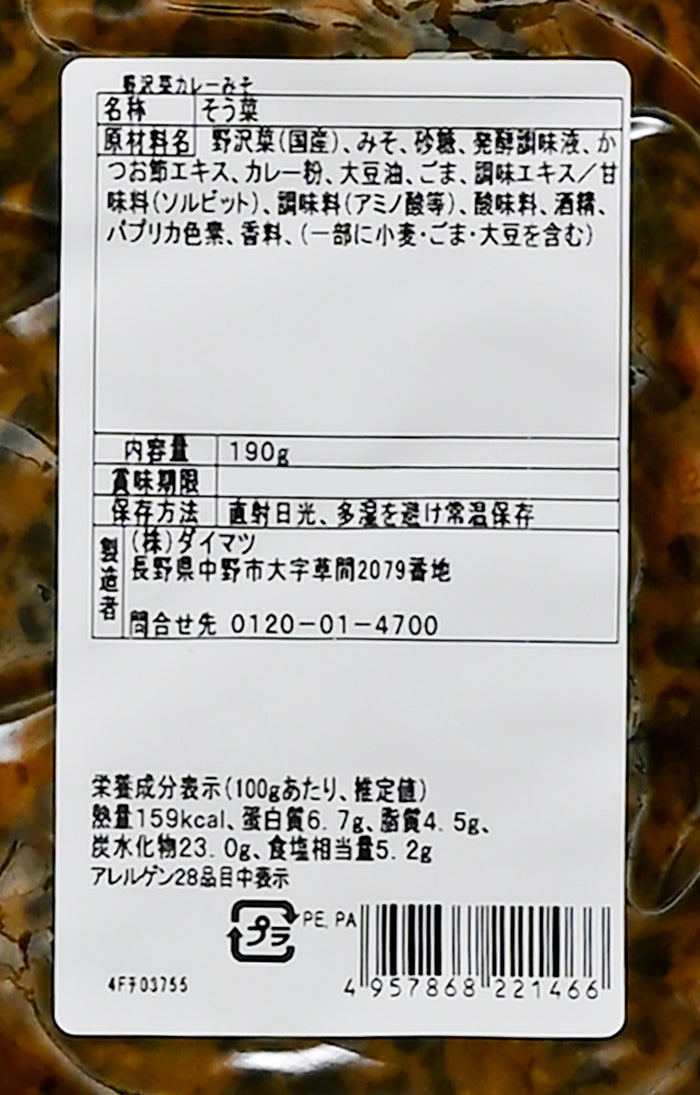 野沢菜カレーみそ
名称 そう菜
原材料名 野沢菜(国産)、みそ、砂糖、発酵調味液、か
つお節エキス、カレー粉、大豆油、ごま、調味エキス/甘
味料(ソルビット)、調味料(アミノ酸等)、酸味料、酒精、
パプリカ色素、香料、(一部に小麦・ごま・大豆を含む)
内容量 190g
賞味期限
保存方法 直射日光、多湿を避け常温保存
製造者 (株)ダイマツ
長野県中野市大字草間2079番地
問合せ先 0120-01-4700
栄養成分表示(100gあたり、推定値)
熱量159kcal、蛋白質6.7g、脂質4.5g、
炭水化物23.0g、食塩相当量5.2g
アレルゲン28品目中表示
プラ PE, PA
4Fﾃ03755
4 957868 221466